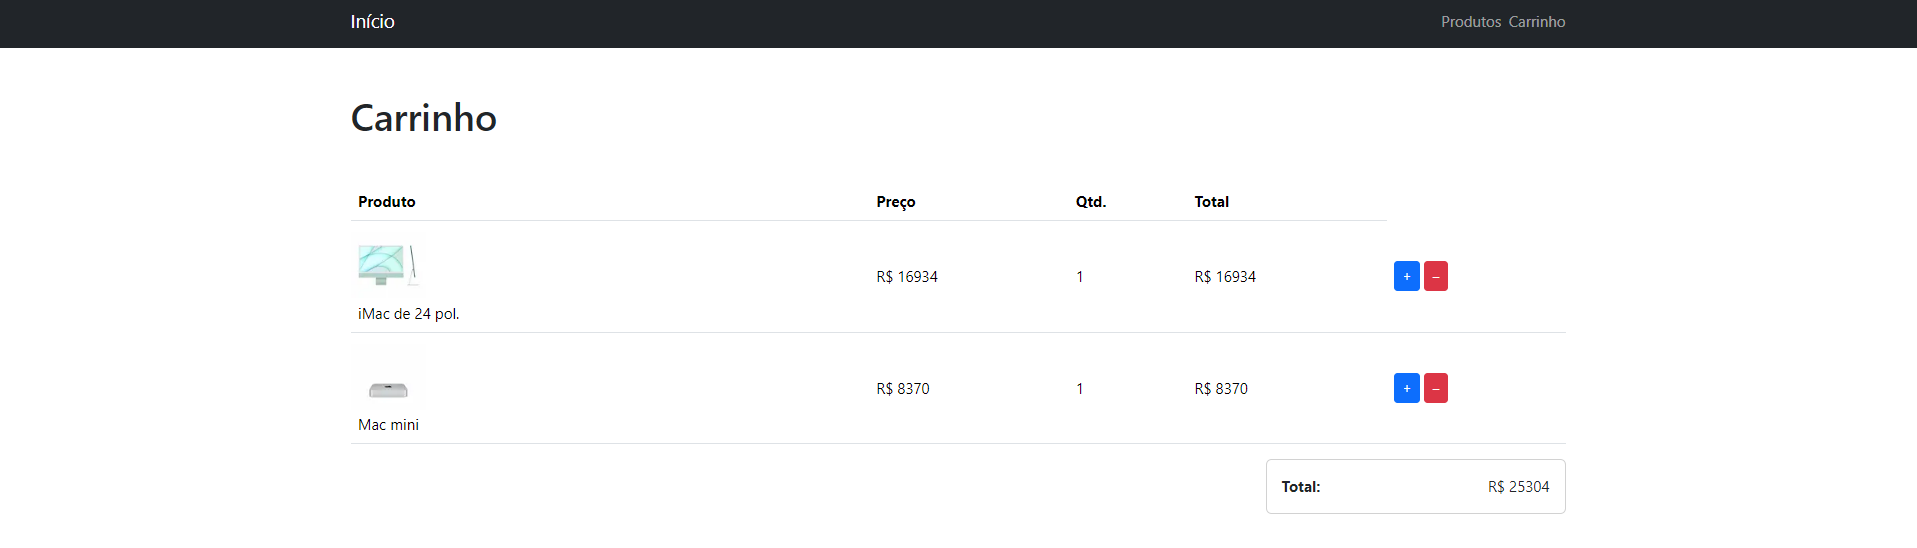 Início Produtos Carrinho
Carrinho
Produto Preço Qtd. Total
R$ 16934 1 R$ 16934 + −
iMac de 24 pol.
R$ 8370 1 R$ 8370 + −
Mac mini
Total: R$ 25304